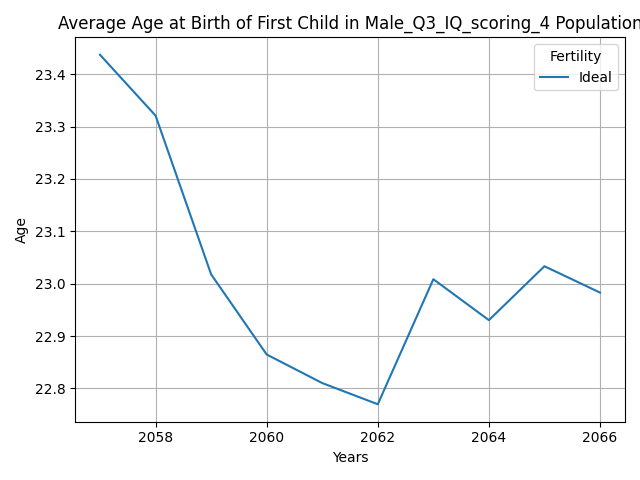 Average Age at Birth of First Child in Male_Q3_IQ_scoring_4 Population
Fertility
Ideal
23.4
23.3
23.2
23.1
23.0
22.9
22.8
Age
2058 2060 2062 2064 2066
Years